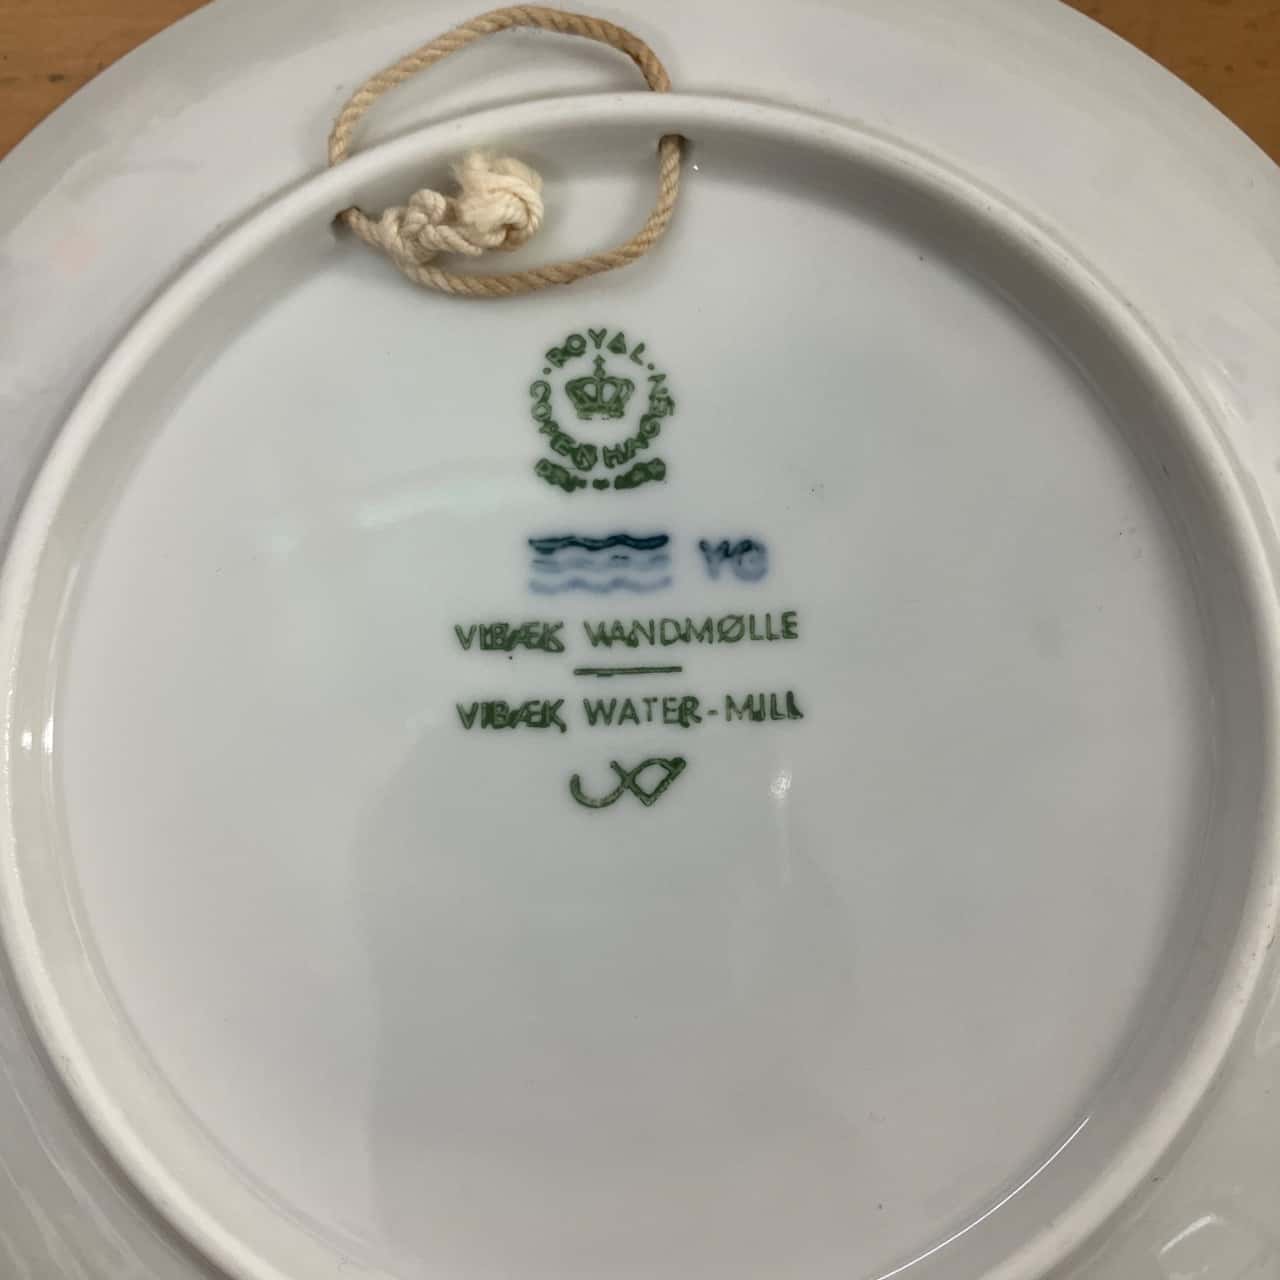 ROYAL
COPENHAGEN
VIBÆK VANDMØLLE
VIBÆK WATER-MILL